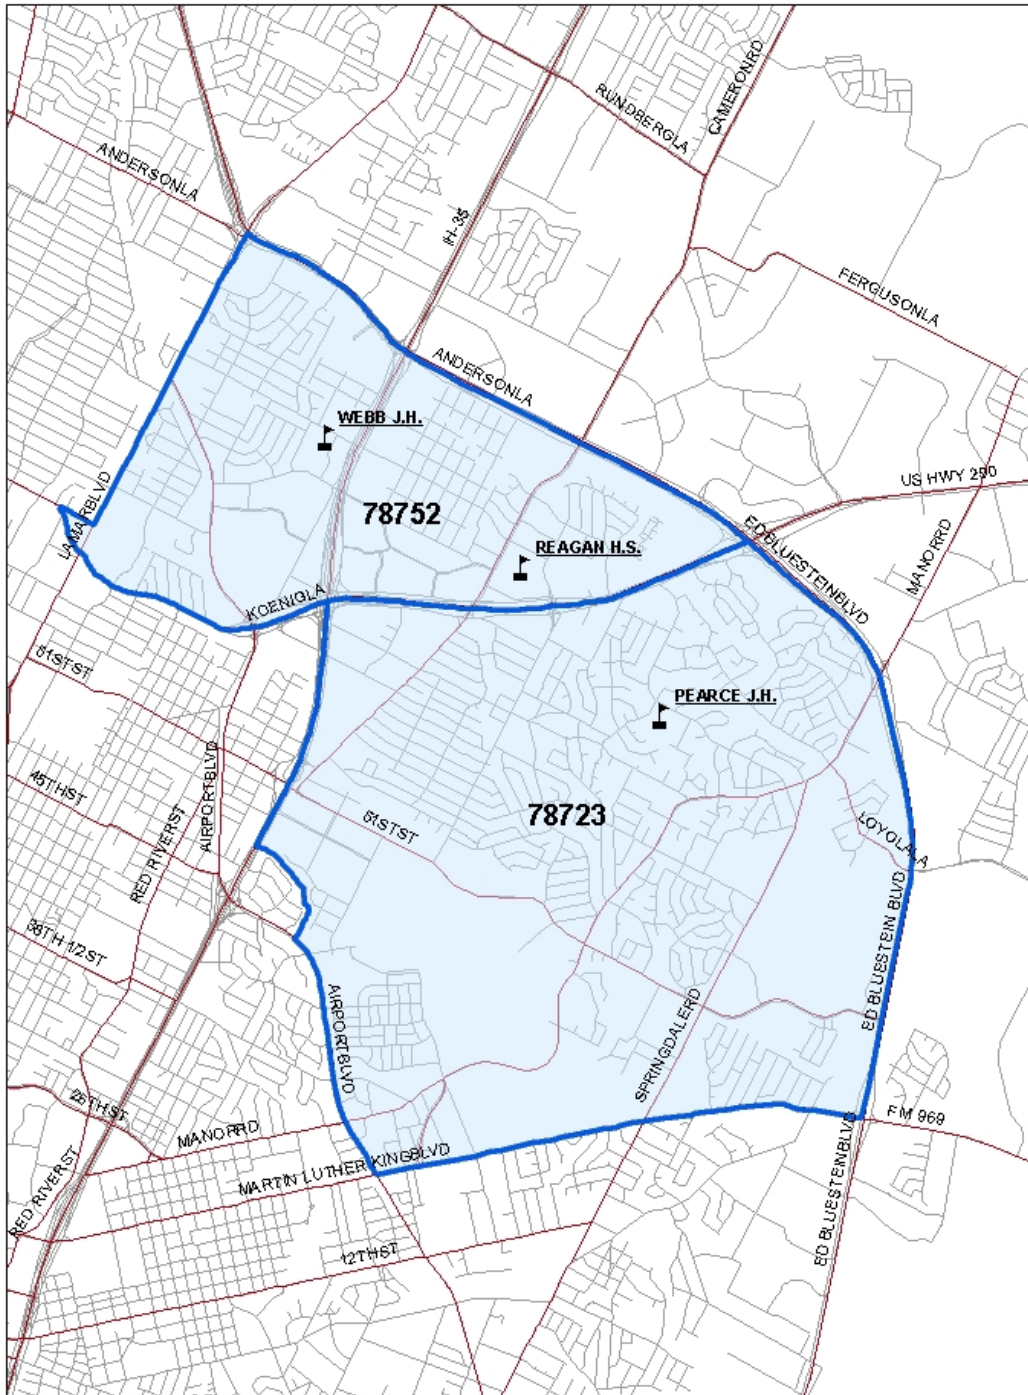 CAMERONRD
RUNDBERGLA
ANDERSONLA
IH-35
FERGUSONLA
ANDERSONLA
WEBB J.H.
US HWY 290
LAMARBLVD
78752
ED BLUESTEINBLVD
REAGAN H.S.
MANORRD
KOENIGLA
51STST
PEARCE J.H.
AIRPORTBLVD
45THST
78723
RED RIVERST
51STST
LOYOLALA
38TH 1/2ST
ED BLUESTEIN BLVD
AIRPORTBLVD
SPRINGDALERD
26THST
MANORRD
FM 969
MARTIN LUTHER KINGBLVD
RED RIVERST
ED BLUESTEINBLVD
12THST